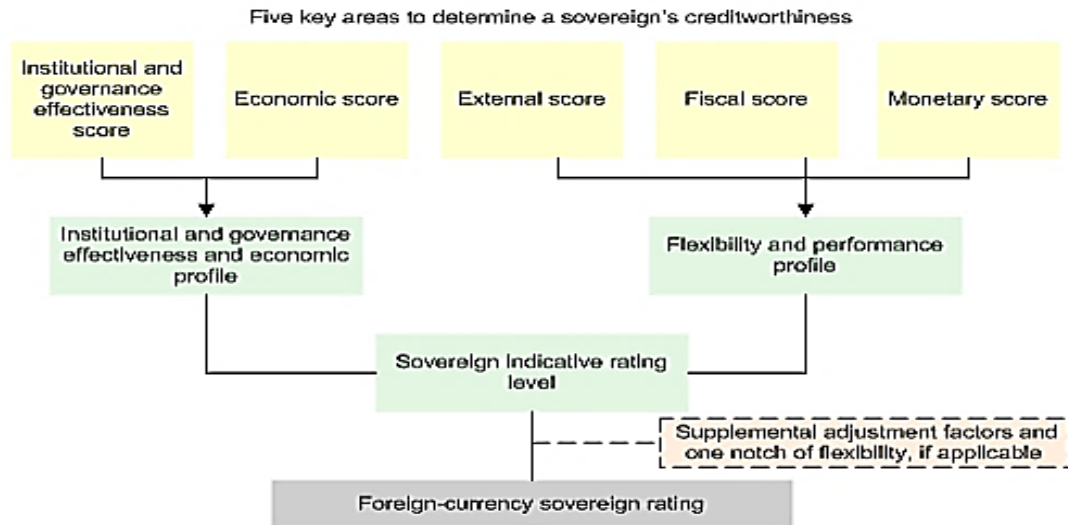 Five key areas to determine a sovereign's creditworthiness
Institutional and
governance
effectiveness
score
Economic score
External score
Fiscal score
Monetary score
Institutional and governance
effectiveness and economic
profile
Flexibility and performance
profile
Sovereign indicative rating
level
Supplemental adjustment factors and
one notch of flexibility, if applicable
Foreign-currency sovereign rating